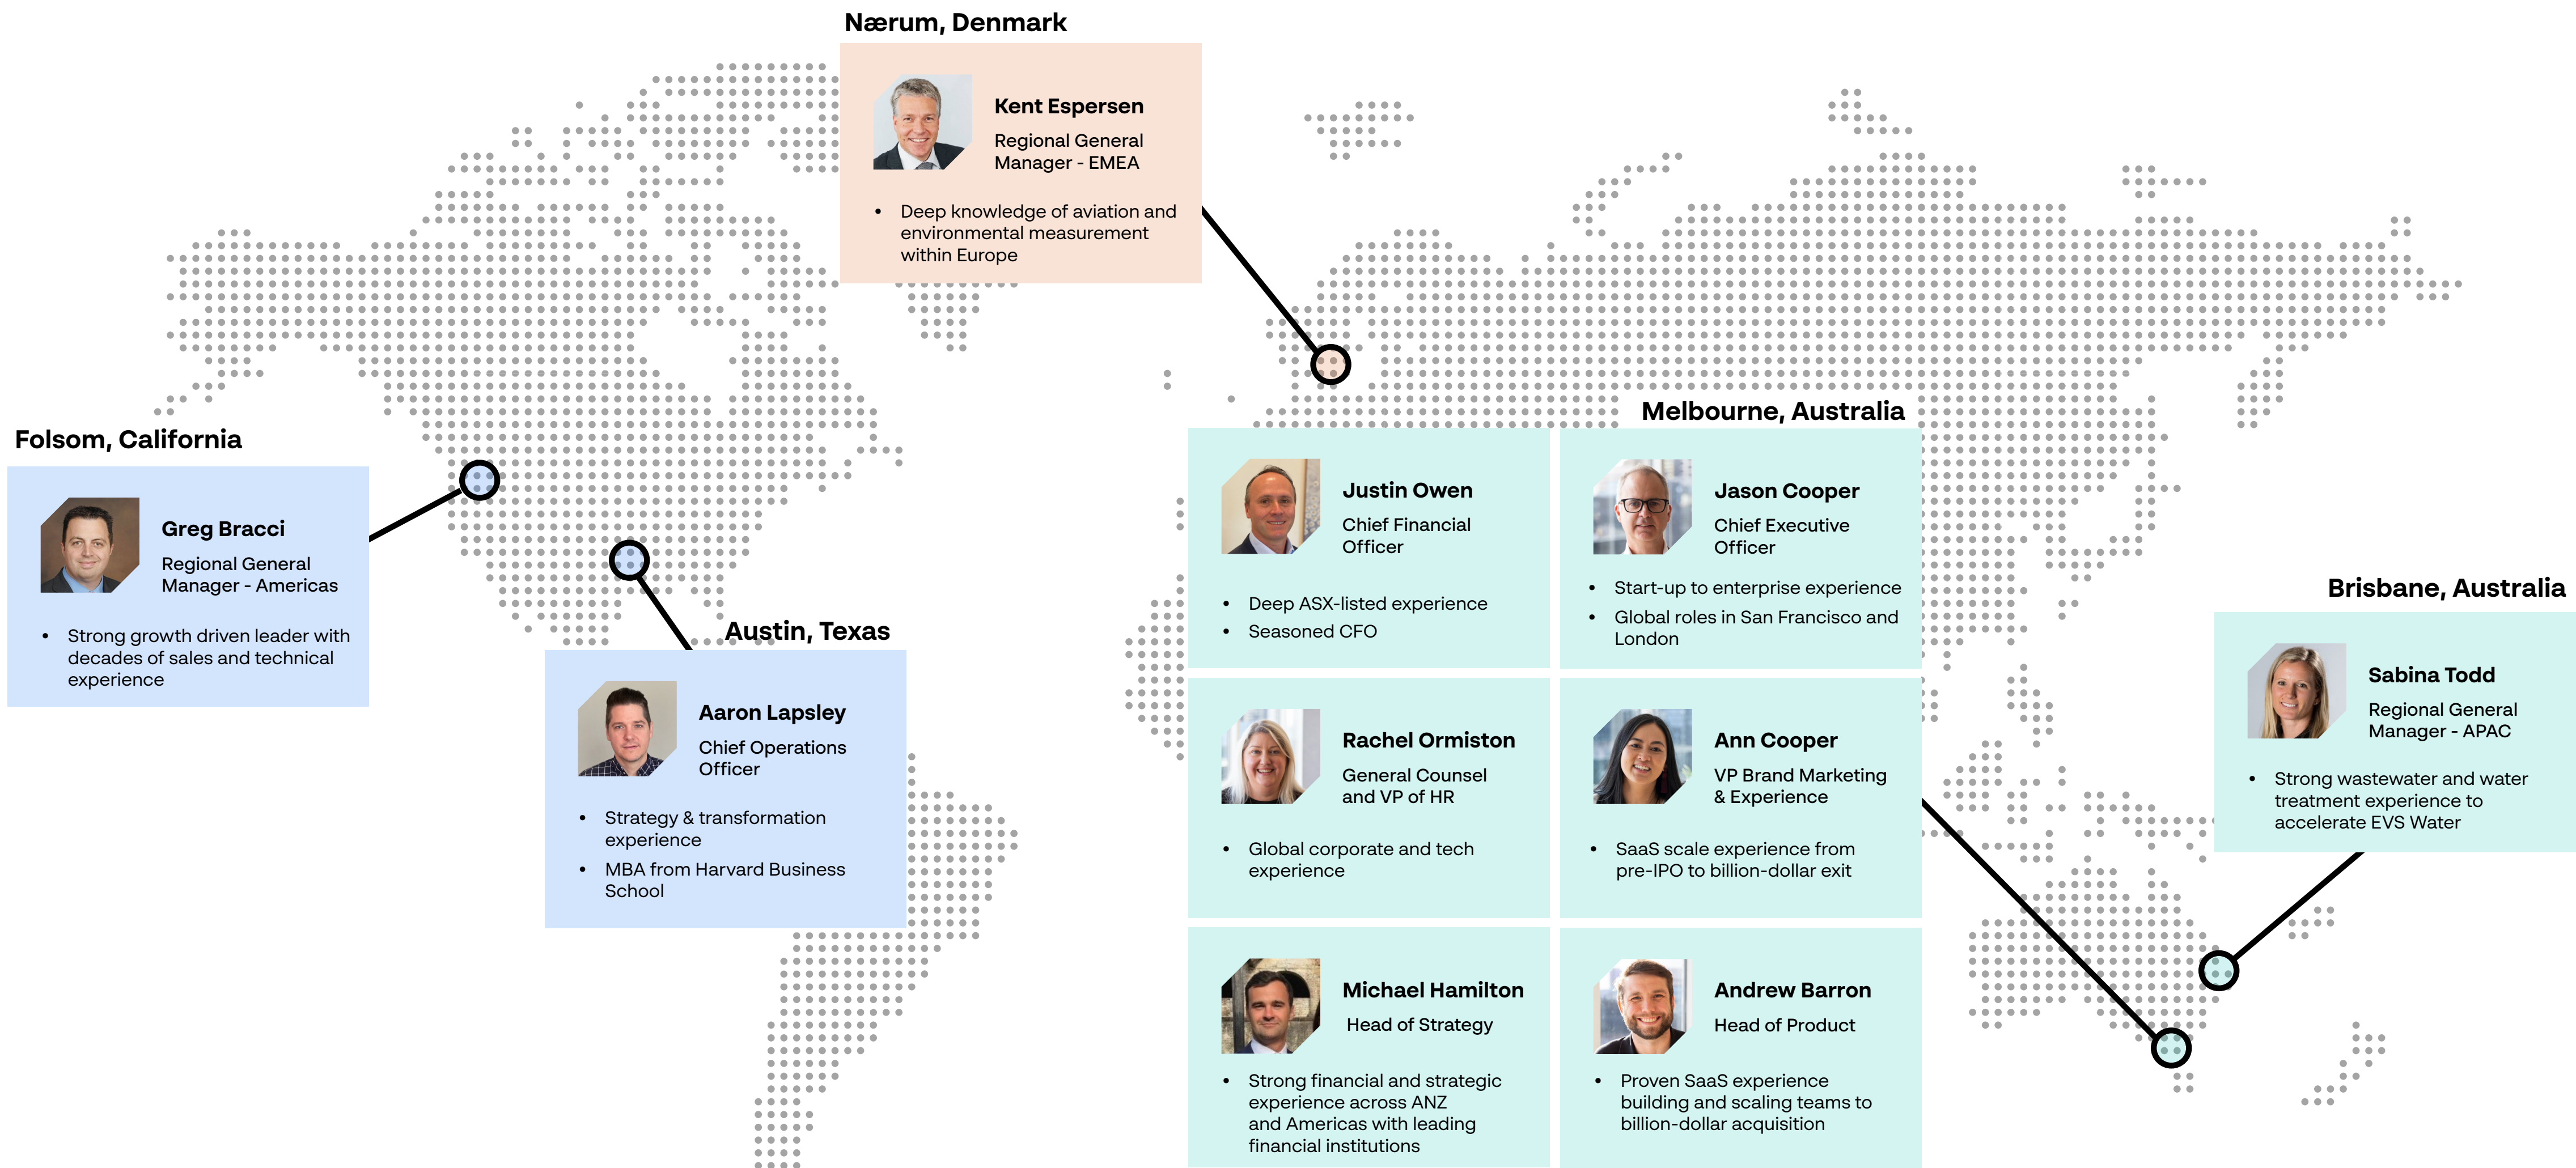 Nærum, Denmark
Kent Espersen
Regional General
Manager - EMEA
• Deep knowledge of aviation and
environmental measurement
within Europe
Folsom, California
Greg Bracci
Regional General
Manager - Americas
• Strong growth driven leader with
decades of sales and technical
experience
Austin, Texas
Aaron Lapsley
Chief Operations
Officer
• Strategy & transformation
experience
• MBA from Harvard Business
School
Melbourne, Australia
Justin Owen
Chief Financial
Officer
• Deep ASX-listed experience
• Seasoned CFO
Jason Cooper
Chief Executive
Officer
• Start-up to enterprise experience
• Global roles in San Francisco and
London
Rachel Ormiston
General Counsel
and VP of HR
• Global corporate and tech
experience
Ann Cooper
VP Brand Marketing
& Experience
• SaaS scale experience from
pre-IPO to billion-dollar exit
Michael Hamilton
Head of Strategy
• Strong financial and strategic
experience across ANZ
and Americas with leading
financial institutions
Andrew Barron
Head of Product
• Proven SaaS experience
building and scaling teams to
billion-dollar acquisition
Brisbane, Australia
Sabina Todd
Regional General
Manager - APAC
• Strong wastewater and water
treatment experience to
accelerate EVS Water